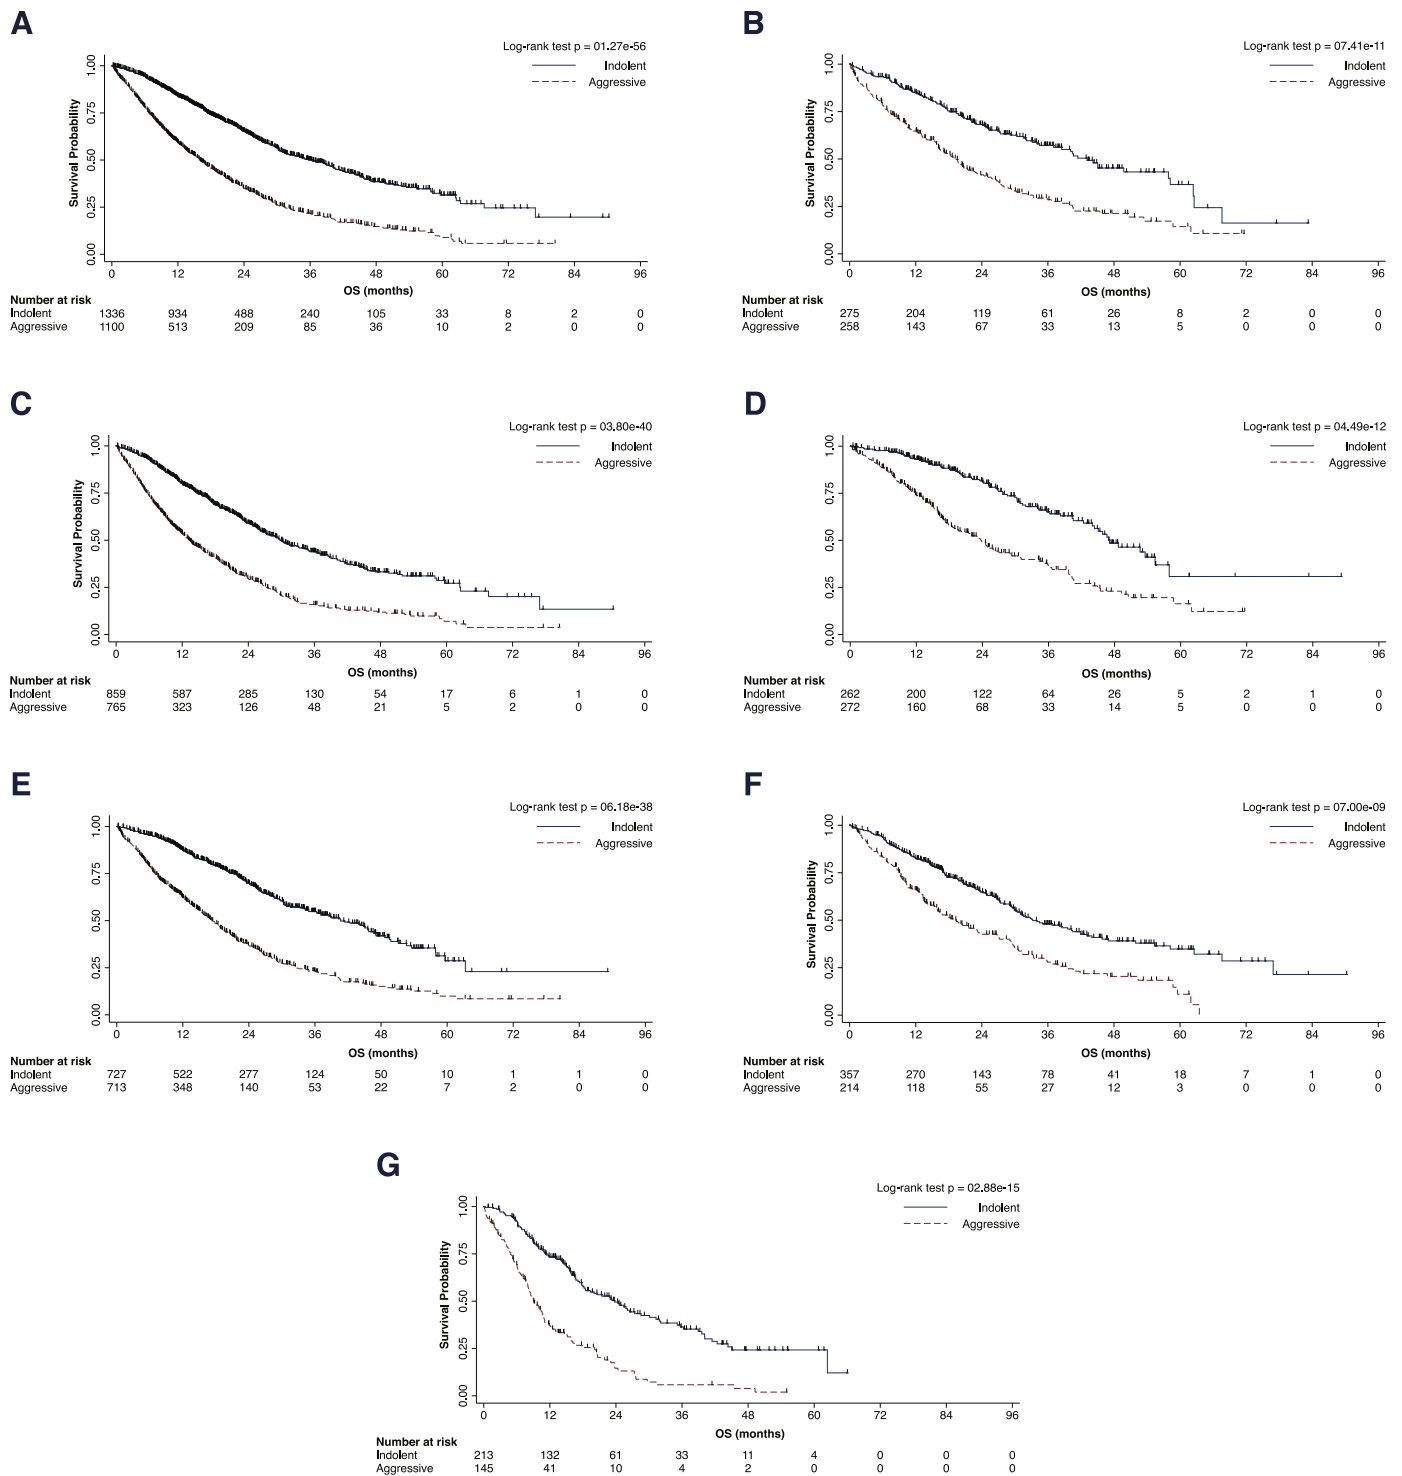 A
Log-rank test p = 01.27e-56
Indolent
Aggressive
Survival Probability
1.00
0.75
0.50
0.25
0.00
0 12 24 36 48 60 72 84 96
OS (months)
Number at risk
Indolent 1336 934 488 240 105 33 8 2 0
Aggressive 1100 513 209 85 36 10 2 0 0
B
Log-rank test p = 07.41e-11
Indolent
Aggressive
Survival Probability
1.00
0.75
0.50
0.25
0.00
0 12 24 36 48 60 72 84 96
OS (months)
Number at risk
Indolent 275 204 119 61 26 8 2 0 0
Aggressive 258 143 67 33 13 5 0 0 0
C
Log-rank test p = 03.80e-40
Indolent
Aggressive
Survival Probability
1.00
0.75
0.50
0.25
0.00
0 12 24 36 48 60 72 84 96
OS (months)
Number at risk
Indolent 859 587 285 130 54 17 6 1 0
Aggressive 765 323 126 48 21 5 2 0 0
D
Log-rank test p = 04.49e-12
Indolent
Aggressive
Survival Probability
1.00
0.75
0.50
0.25
0.00
0 12 24 36 48 60 72 84 96
OS (months)
Number at risk
Indolent 262 200 122 64 26 5 2 1 0
Aggressive 272 160 68 33 14 5 0 0 0
E
Log-rank test p = 06.18e-38
Indolent
Aggressive
Survival Probability
1.00
0.75
0.50
0.25
0.00
0 12 24 36 48 60 72 84 96
OS (months)
Number at risk
Indolent 727 522 277 124 50 10 1 1 0
Aggressive 713 348 140 53 22 7 2 0 0
F
Log-rank test p = 07.00e-09
Indolent
Aggressive
Survival Probability
1.00
0.75
0.50
0.25
0.00
0 12 24 36 48 60 72 84 96
OS (months)
Number at risk
Indolent 357 270 143 78 41 18 7 1 0
Aggressive 214 118 55 27 12 3 0 0 0
G
Log-rank test p = 02.88e-15
Indolent
Aggressive
Survival Probability
1.00
0.75
0.50
0.25
0.00
0 12 24 36 48 60 72 84 96
OS (months)
Number at risk
Indolent 213 132 61 33 11 4 0 0 0
Aggressive 145 41 10 4 2 0 0 0 0